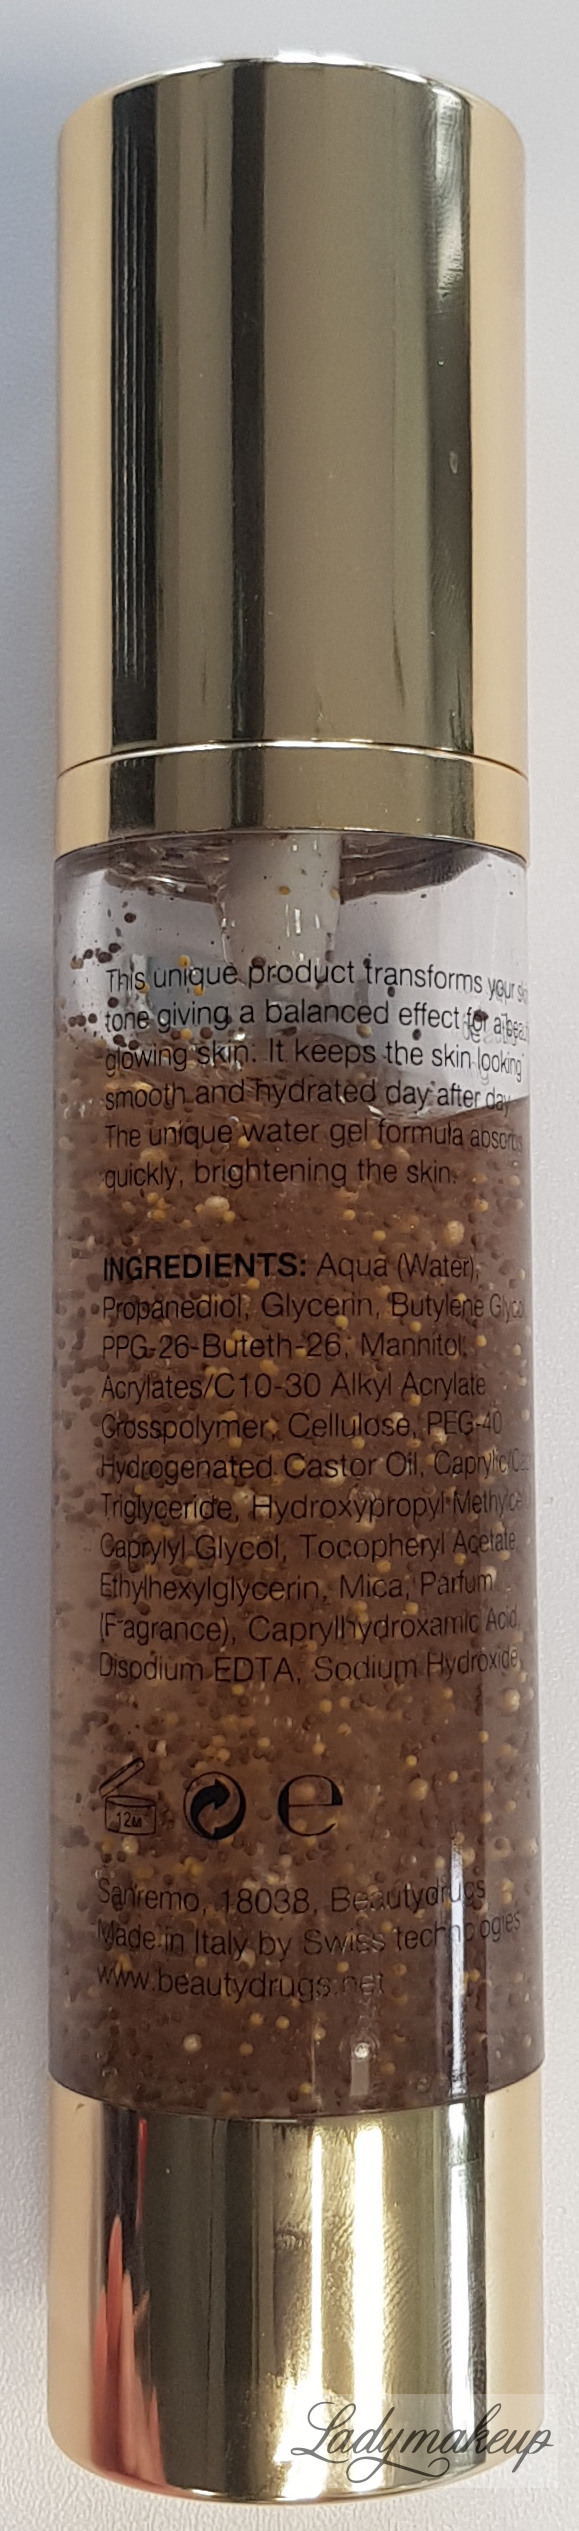 This unique product transforms your
tone giving a balanced effect for a
glowing skin. It keeps the skin looking
smooth and hydrated day after day.
The unique water gel formula absorbs
quickly, brightening the skin.
INGREDIENTS: Aqua (Water),
Propanediol, Glycerin, Butylene Glycol,
PPG-26-Buteth-26, Mannitol,
Acrylates/C10-30 Alkyl Acrylate
Crosspolymer, Cellulose, PEG-40
Hydrogenated Castor Oil,
Triglyceride, Hydroxypropyl
Caprylyl Glycol, Tocopheryl Acetate,
Ethylhexylglycerin, Mica, Parfum
(Fragrance), Caprylhydroxamic Acid,
Disodium EDTA, Sodium Hydroxide
12M e
Sanremo, 18038, Beautydrugs
Made in Italy by Swiss technologies
www.beautydrugs.net
Ladymakeup